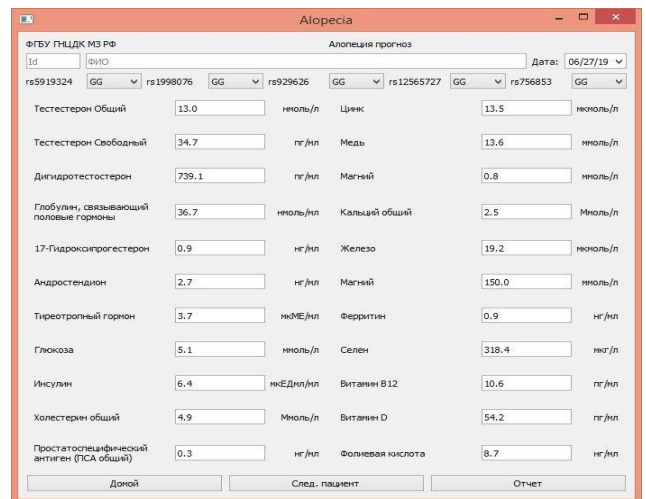 Alopecia
ФГБУ ГНЦДК МЗ РФ Алопеция прогноз
Id ФИО Дата: 06/27/19
rs5919324 GG rs1998076 GG rs929626 GG rs12565727 GG rs756853 GG
Тестестерон Общий 13.0 нмоль/л Цинк 13.5 мкмоль/л
Тестестерон Свободный 34.7 пг/мл Медь 13.6 ммоль/л
Дигидротестостерон 739.1 пг/мл Магний 0.8 ммоль/л
Глобулин, связывающий
половые гормоны 36.7 нмоль/мл Кальций общий 2.5 Ммоль/л
17-Гидроксипрогестерон 0.9 нг/мл Железо 19.2 мкмоль/л
Андростендион 2.7 нг/мл Магний 150.0 ммоль/л
Тиреотропный гормон 3.7 мкМЕ/мл Ферритин 0.9 нг/мл
Глюкоза 5.1 ммоль/л Селен 318.4 мкг/л
Инсулин 6.4 мкЕДмл/мл Витамин В12 10.6 пг/мл
Холестерин общий 4.9 Ммоль/л Витамин D 54.2 пг/мл
Простатоспецифический
антиген (ПСА общий) 0.3 нг/мл Фолиевая кислота 8.7 нг/мл
Домой След. пациент Отчет